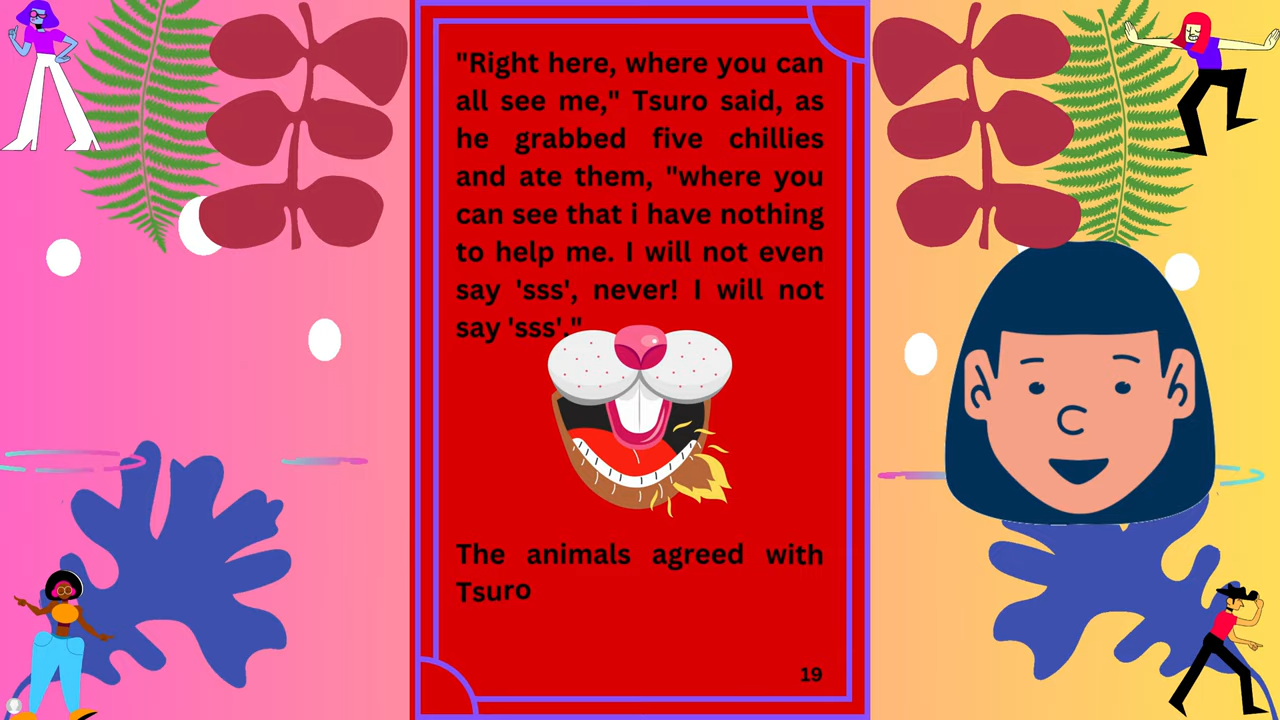 "Right here, where you can
all see me," Tsuro said, as
he grabbed five chillies
and ate them, "where you
can see that i have nothing
to help me. I will not even
say 'sss', never! I will not
say 'sss'."
The animals agreed with
Tsuro
19